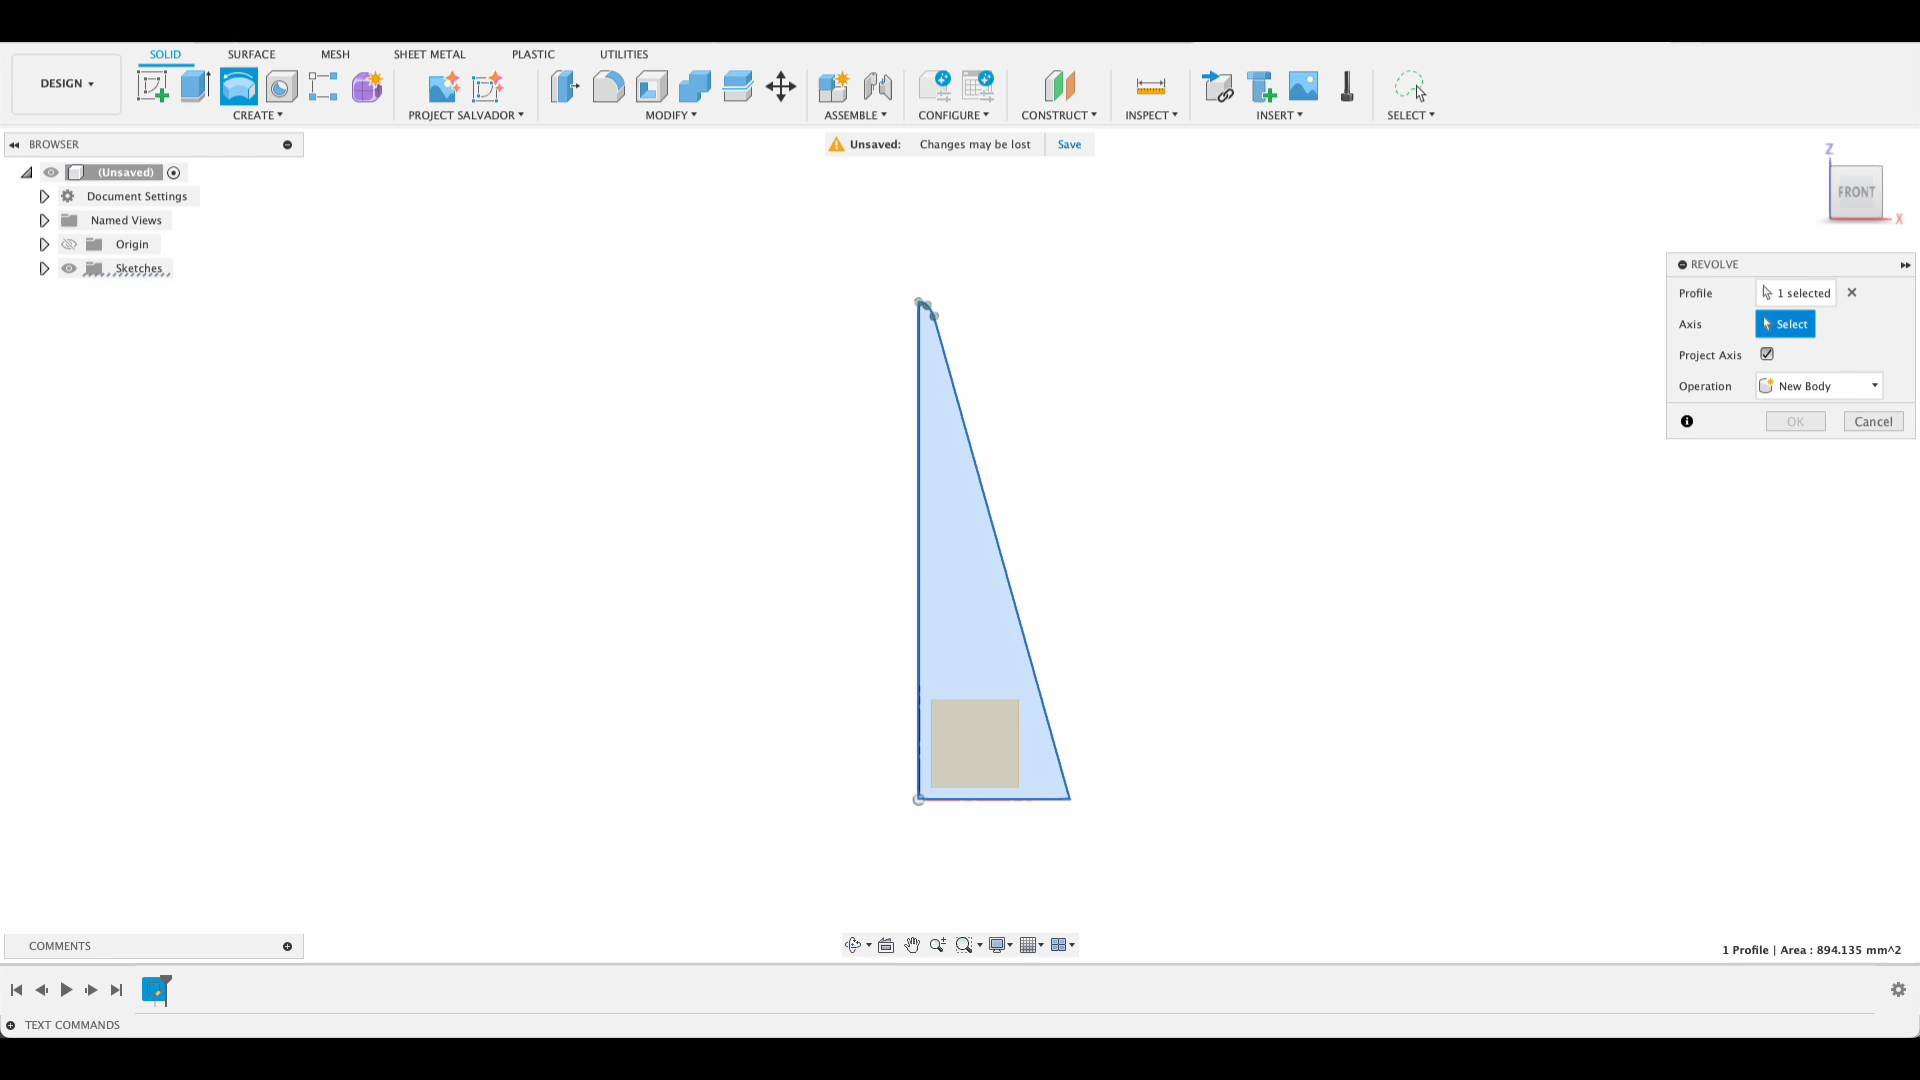 SOLID SURFACE MESH SHEET METAL PLASTIC UTILITIES
DESIGN
CREATE PROJECT SALVADOR MODIFY ASSEMBLE CONFIGURE CONSTRUCT INSPECT INSERT SELECT
BROWSER
Unsaved: Changes may be lost Save
(Unsaved)
Document Settings
Named Views
Origin
Sketches
Z
FRONT
X
REVOLVE
Profile 1 selected
Axis Select
Project Axis
Operation New Body
OK Cancel
COMMENTS
1 Profile | Area : 894.135 mm^2
TEXT COMMANDS